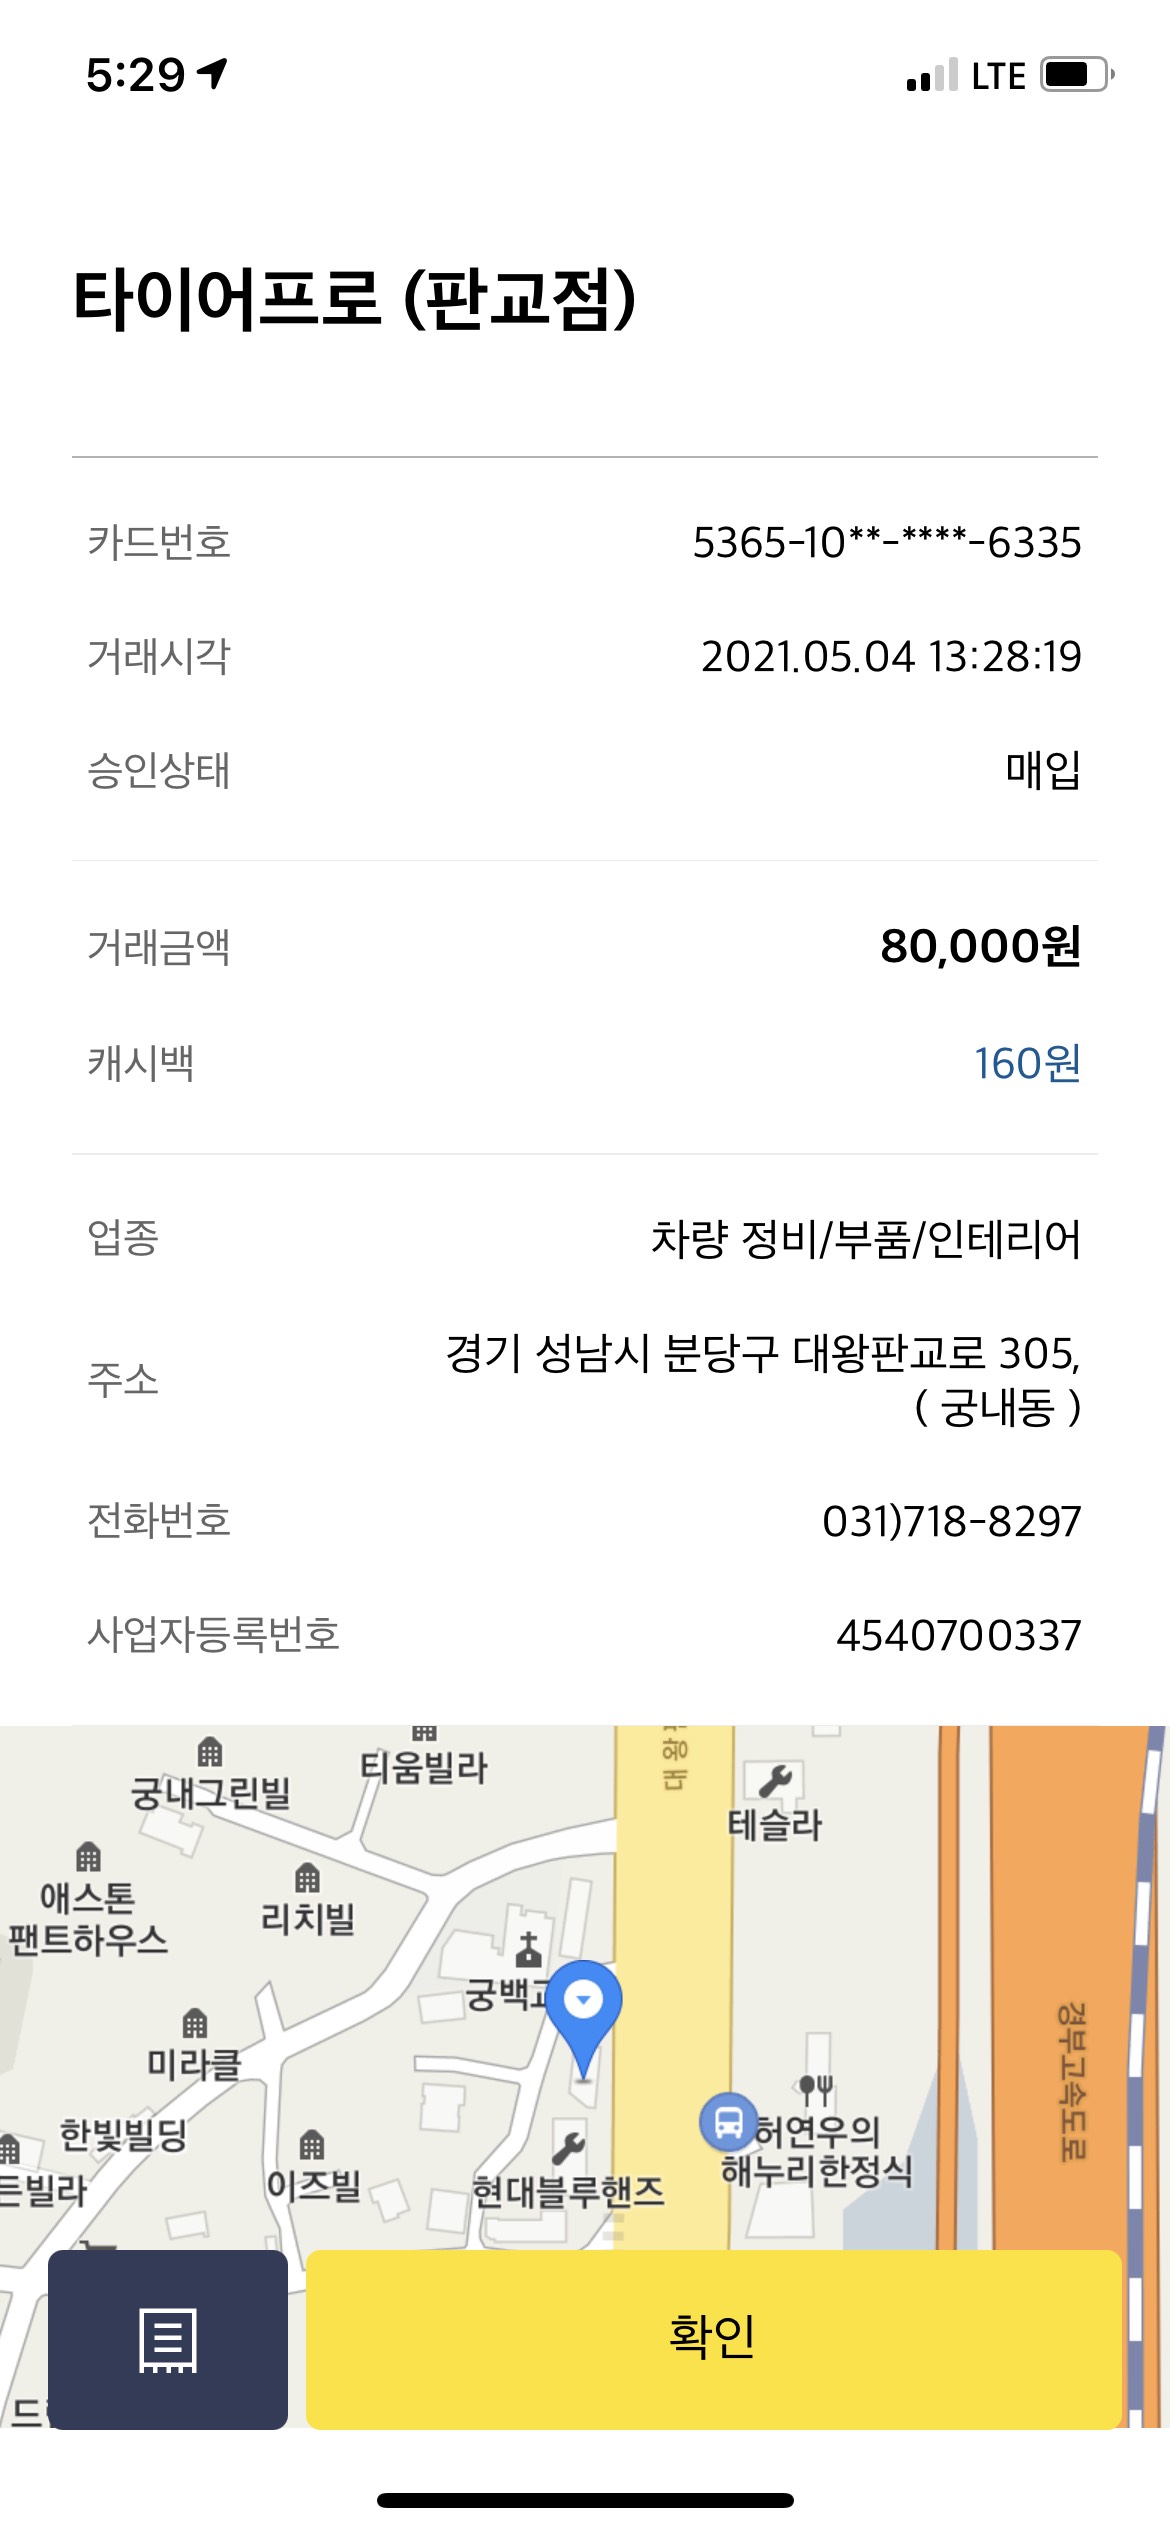 5:29
LTE
타이어프로 (판교점)
카드번호 5365-10**-****-6335
거래시각 2021.05.04 13:28:19
승인상태 매입
거래금액 80,000원
캐시백 160원
업종 차량 정비/부품/인테리어
주소 경기 성남시 분당구 대왕판교로 305,
( 궁내동 )
전화번호 031)718-8297
사업자등록번호 4540700337
대왕
티움빌라
궁내그린빌
테슬라
애스톤
팬트하우스
리치빌
궁백교
미라클
경부고속도로
한빛빌딩
허연우의
해누리한정식
든빌라
이즈빌
현대블루핸즈
확인